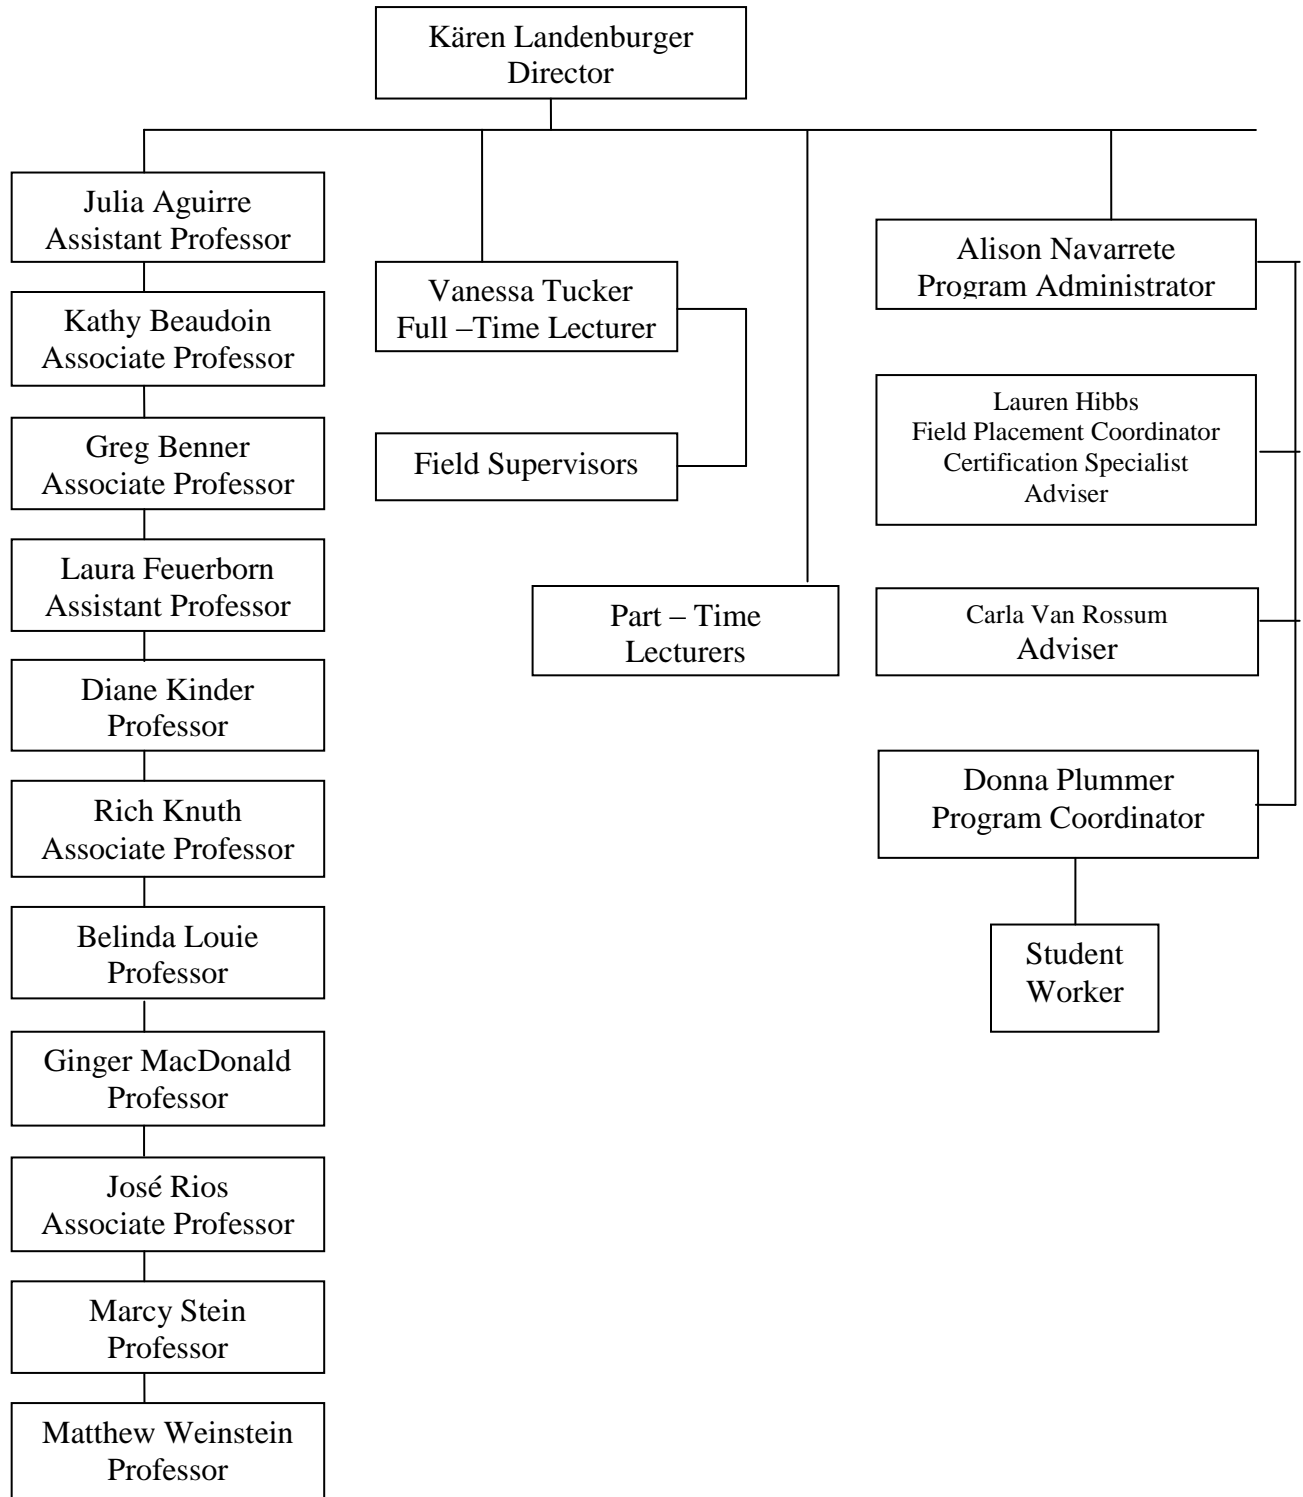 Kären Landenburger
Director
Julia Aguirre
Assistant Professor
Kathy Beaudoin
Associate Professor
Greg Benner
Associate Professor
Laura Feuerborn
Assistant Professor
Diane Kinder
Professor
Rich Knuth
Associate Professor
Belinda Louie
Professor
Ginger MacDonald
Professor
José Rios
Associate Professor
Marcy Stein
Professor
Matthew Weinstein
Professor
Vanessa Tucker
Full –Time Lecturer
Field Supervisors
Part – Time
Lecturers
Alison Navarrete
Program Administrator
Lauren Hibbs
Field Placement Coordinator
Certification Specialist
Adviser
Carla Van Rossum
Adviser
Donna Plummer
Program Coordinator
Student
Worker